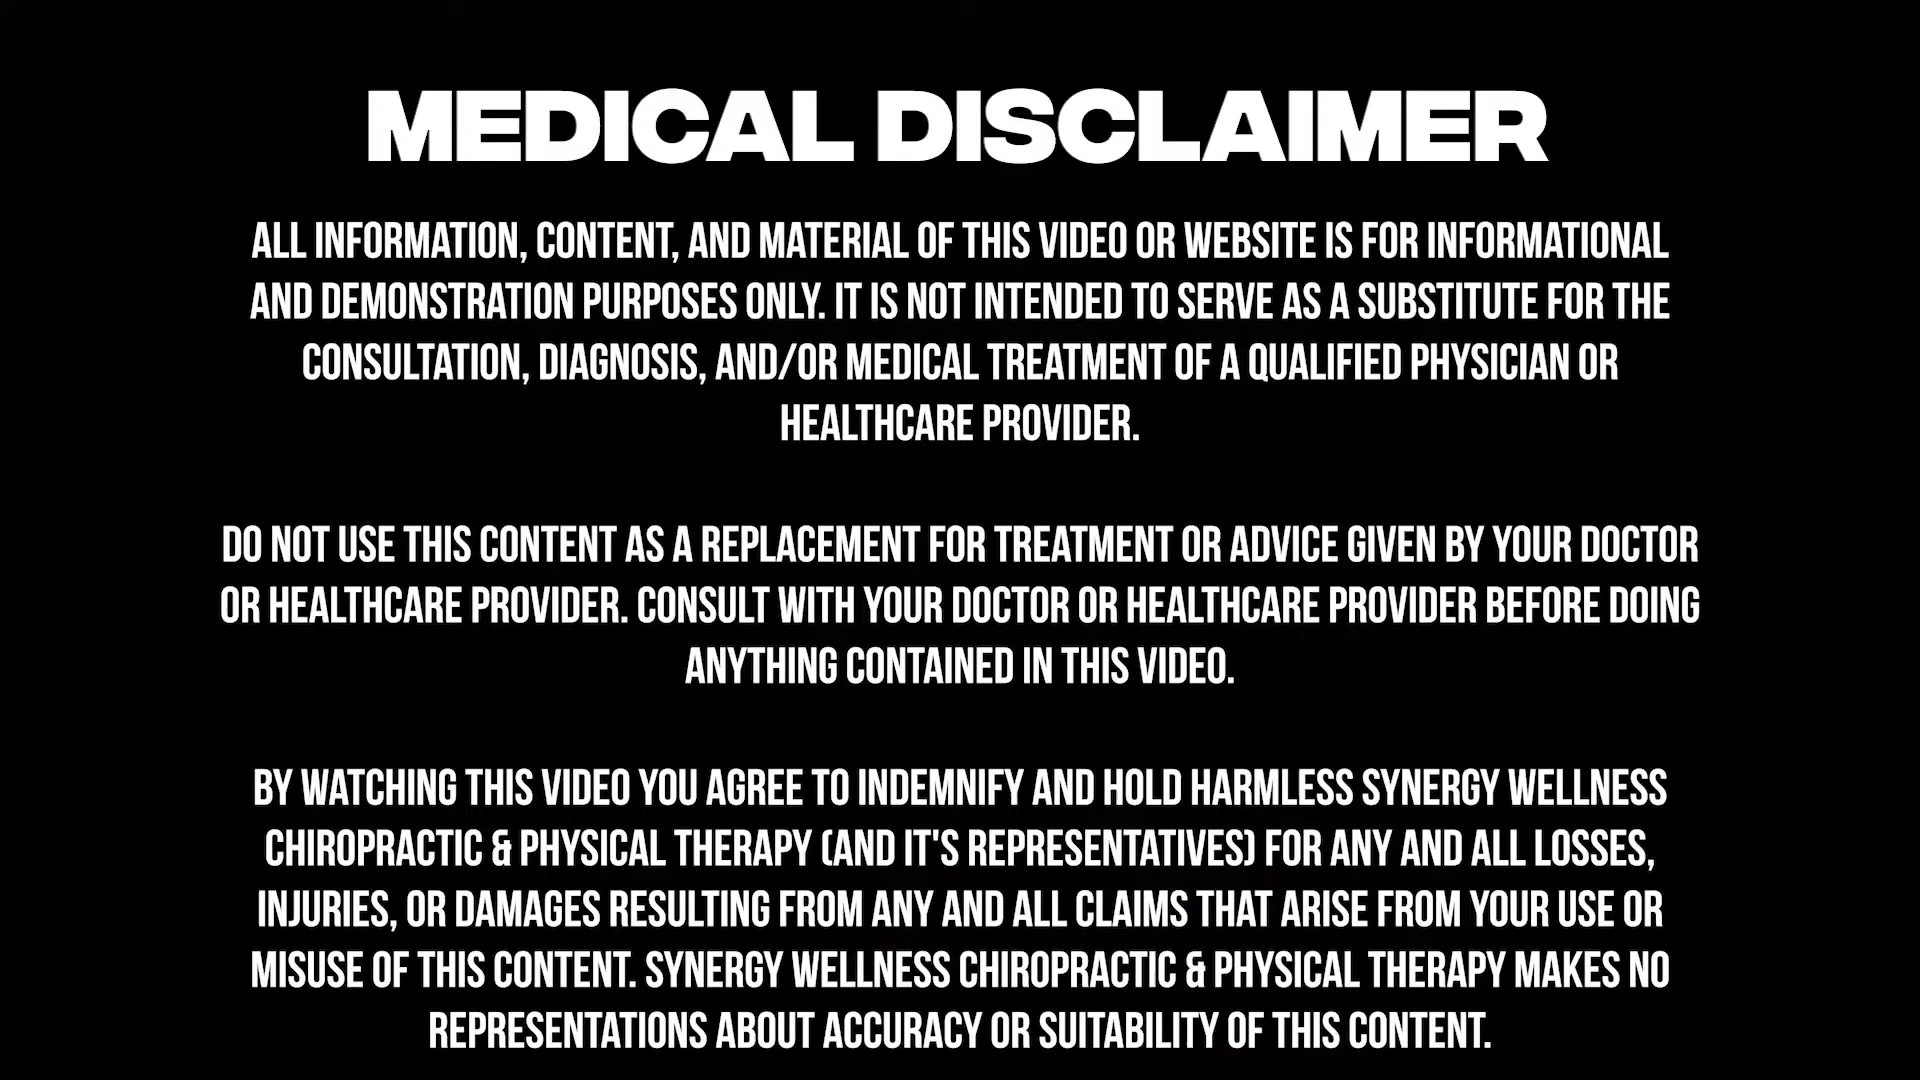 MEDICAL DISCLAIMER
ALL INFORMATION, CONTENT, AND MATERIAL OF THIS VIDEO OR WEBSITE IS FOR INFORMATIONAL
AND DEMONSTRATION PURPOSES ONLY. IT IS NOT INTENDED TO SERVE AS A SUBSTITUTE FOR THE
CONSULTATION, DIAGNOSIS, AND/OR MEDICAL TREATMENT OF A QUALIFIED PHYSICIAN OR
HEALTHCARE PROVIDER.
DO NOT USE THIS CONTENT AS A REPLACEMENT FOR TREATMENT OR ADVICE GIVEN BY YOUR DOCTOR
OR HEALTHCARE PROVIDER. CONSULT WITH YOUR DOCTOR OR HEALTHCARE PROVIDER BEFORE DOING
ANYTHING CONTAINED IN THIS VIDEO.
BY WATCHING THIS VIDEO YOU AGREE TO INDEMNIFY AND HOLD HARMLESS SYNERGY WELLNESS
CHIROPRACTIC & PHYSICAL THERAPY (AND IT'S REPRESENTATIVES) FOR ANY AND ALL LOSSES,
INJURIES, OR DAMAGES RESULTING FROM ANY AND ALL CLAIMS THAT ARISE FROM YOUR USE OR
MISUSE OF THIS CONTENT. SYNERGY WELLNESS CHIROPRACTIC & PHYSICAL THERAPY MAKES NO
REPRESENTATIONS ABOUT ACCURACY OR SUITABILITY OF THIS CONTENT.